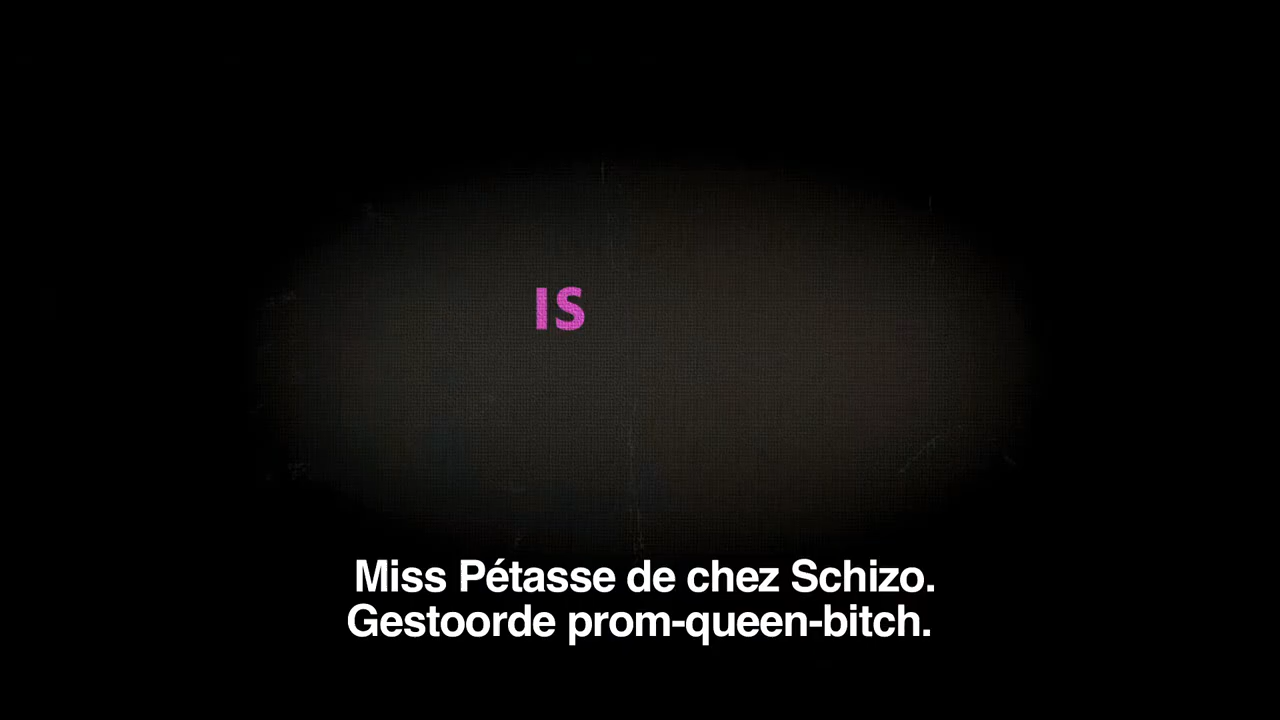 IS
Miss Pétasse de chez Schizo.
Gestoorde prom-queen-bitch.